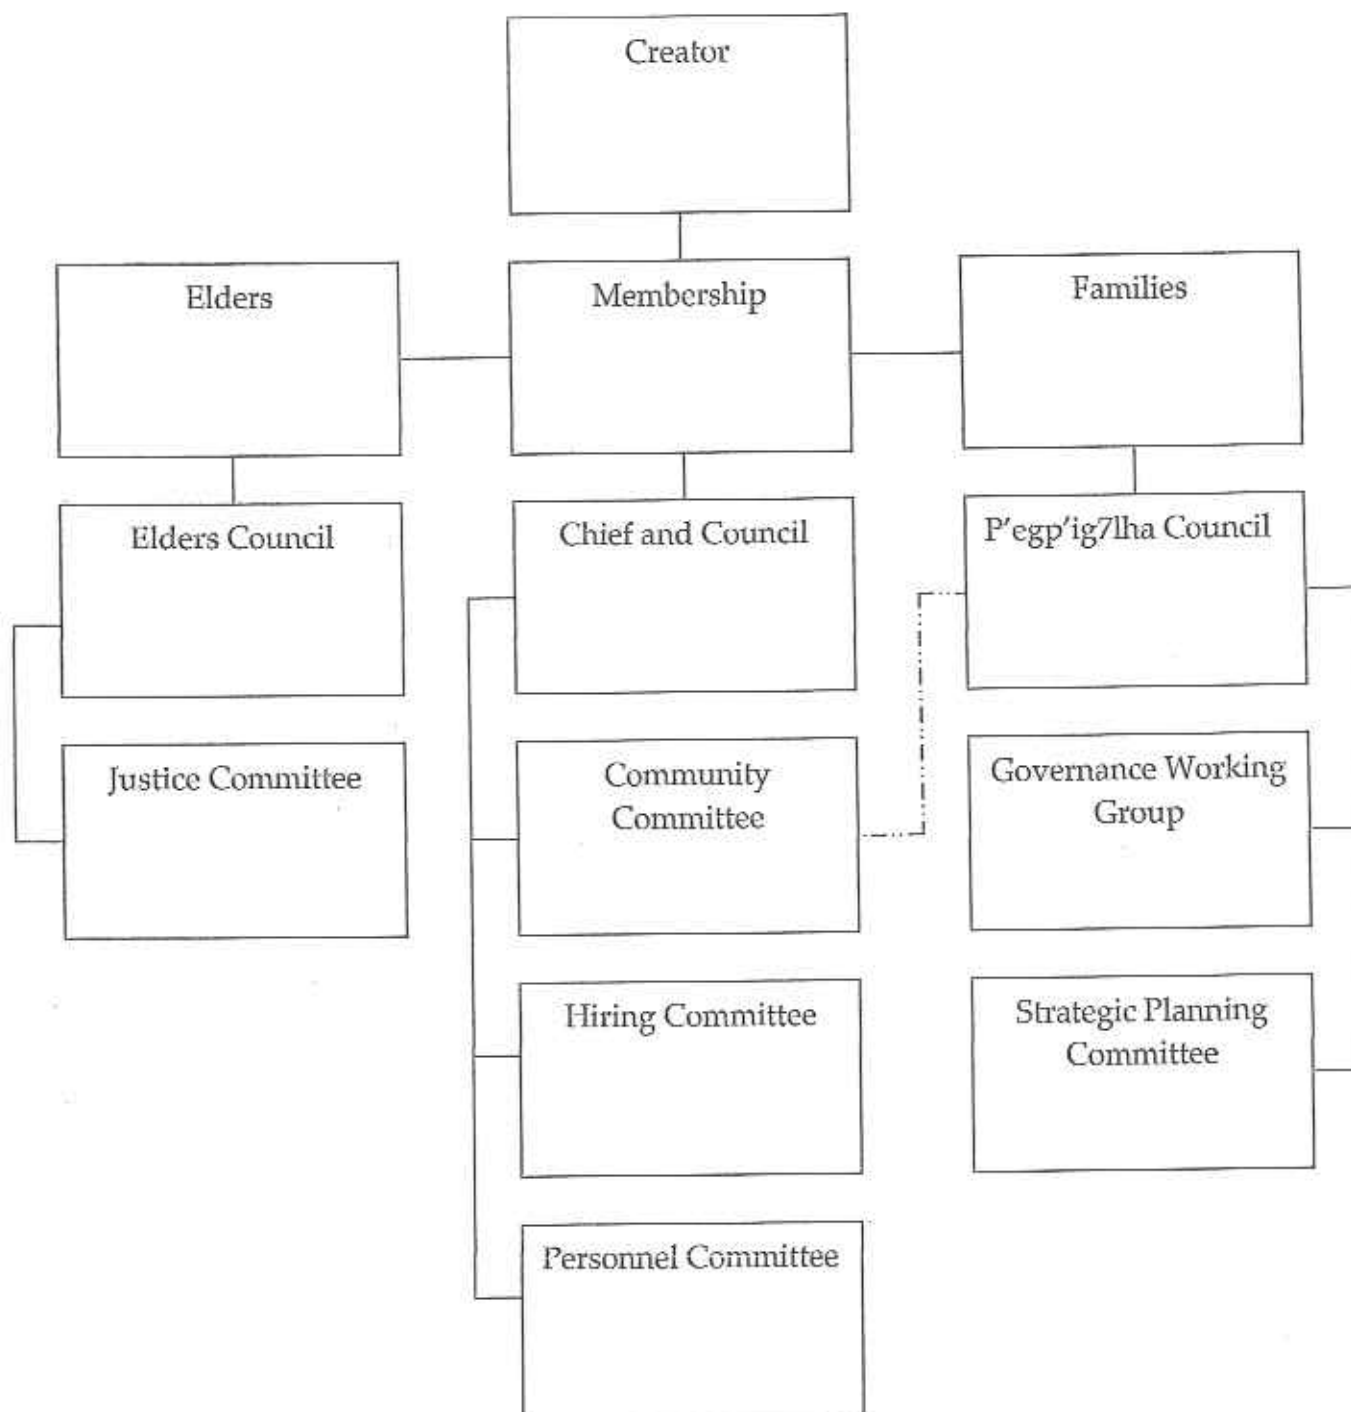 Creator
Elders
Membership
Families
Elders Council
Chief and Council
P'egp'ig7lha Council
Justice Committee
Community
Committee
Governance Working
Group
Hiring Committee
Strategic Planning
Committee
Personnel Committee